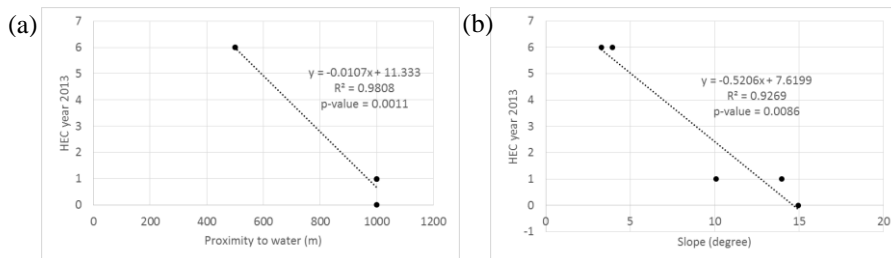 (a)
7
6
5
4
3
2
1
0
HEC year 2013
y = -0.0107x + 11.333
R² = 0.9808
p-value = 0.0011
0 200 400 600 800 1000 1200
Proximity to water (m)
(b)
7
6
5
4
3
2
1
0
-1
HEC year 2013
y = -0.5206x + 7.6199
R² = 0.9269
p-value = 0.0086
0 5 10 15 20
Slope (degree)